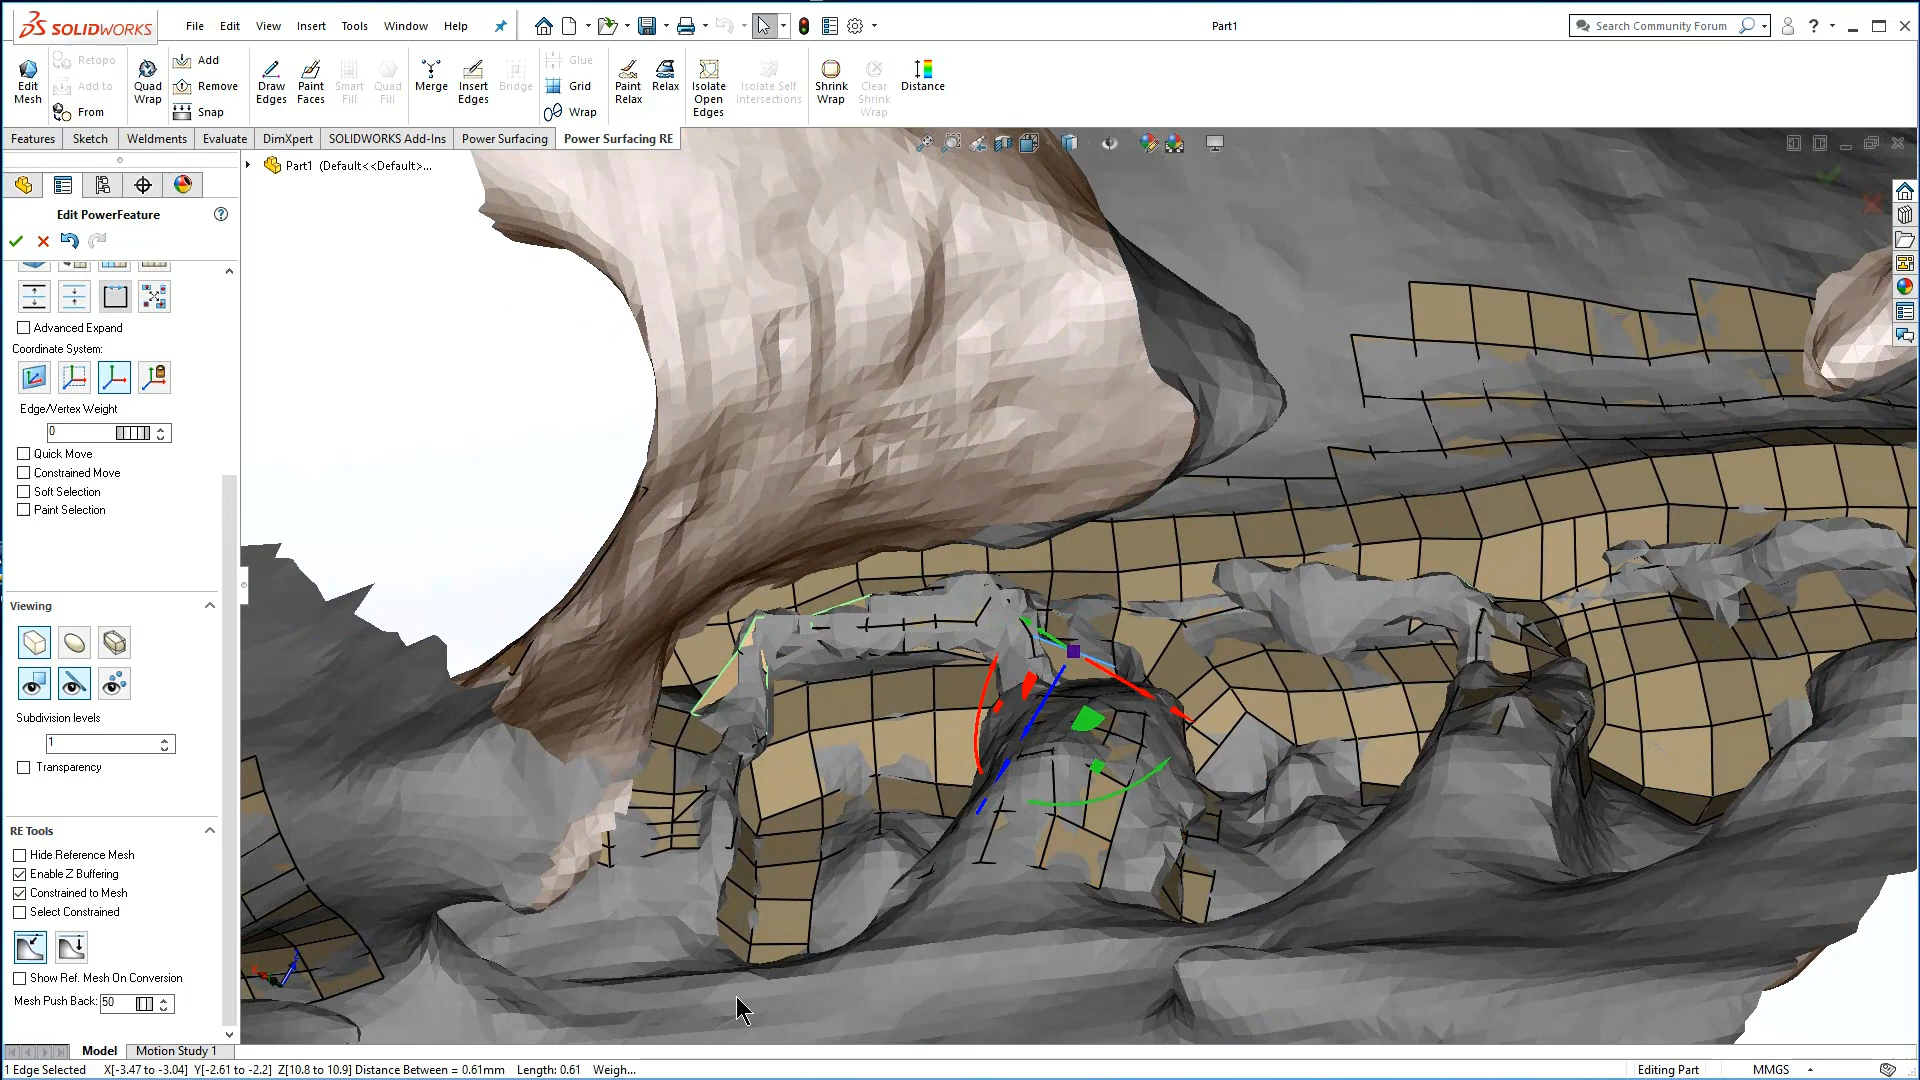 SOLIDWORKS File Edit View Insert Tools Window Help Part1 Search Community Forum ?
Edit Mesh
Retopo
Add to
From
Quad Wrap
Add
Remove
Snap
Draw Edges
Paint Faces
Smart Fill
Quad Fill
Merge
Insert Edges
Bridge
Glue
Grid
Wrap
Paint Relax
Relax
Isolate Open Edges
Isolate Self Intersections
Shrink Wrap
Clear Shrink Wrap
Distance
Features Sketch Weldments Evaluate DimXpert SOLIDWORKS Add-Ins Power Surfacing Power Surfacing RE
Part1 (Default<<Default>...
Edit PowerFeature ?
Advanced Expand
Coordinate System:
Edge/Vertex Weight
0
Quick Move
Constrained Move
Soft Selection
Paint Selection
Viewing
Subdivision levels
1
Transparency
RE Tools
Hide Reference Mesh
Enable Z Buffering
Constrained to Mesh
Select Constrained
Show Ref. Mesh On Conversion
Mesh Push Back: 50
Model Motion Study 1
1 Edge Selected X[-3.47 to -3.04] Y[-2.61 to -2.2] Z[10.8 to 10.9] Distance Between = 0.61mm Length: 0.61 Weigh... Editing Part MMGS